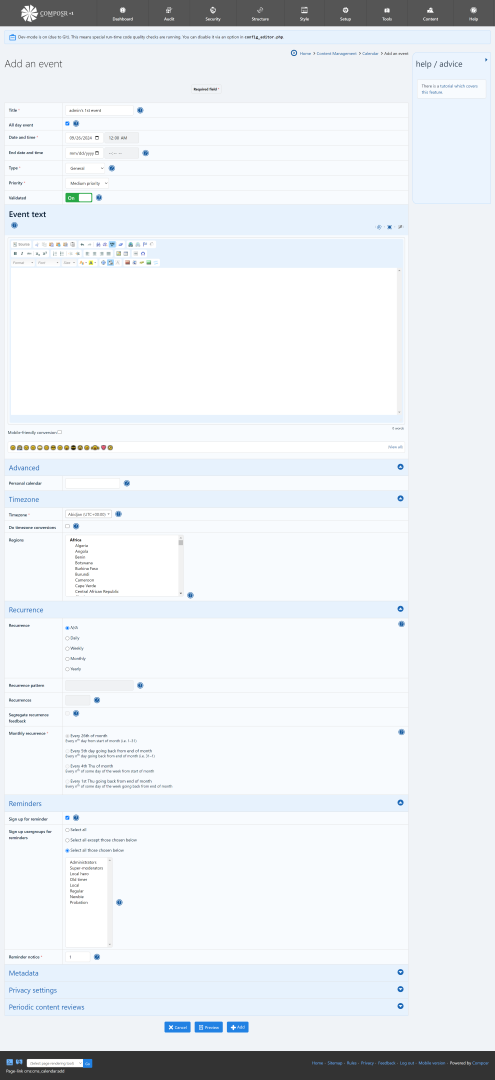 COMPOSR
Dashboard Audit Security Structure Style Setup Tools Content Help
Dev-mode is on (due to Git). This means special run-time code quality checks are running. You can disable it via an option in config_editor.php.
Home > Content Management > Calendar > Add an event
Add an event
help / advice
There is a tutorial which covers this feature.
Required field *
Title * admin's 1st event
All day event
Date and time * 09/26/2024 12:00 AM
End date and time mm/dd/yyyy --:-- --
Type * General
Priority * Medium priority
Validated On
Event text
Source
Format Font Size
0 words
Mobile-friendly conversion
Show all
Advanced
Personal calendar
Timezone
Timezone *
Do timezone conversions
Regions
Africa
Algeria
Angola
Benin
Botswana
Burkina Faso
Burundi
Cameroon
Cape Verde
Central African Republic
Recurrence
Recurrence
N/A
Daily
Weekly
Monthly
Yearly
Recurrence pattern
Recurrences
Segregate recurrence feedback
Monthly recurrence *
Every 26th of month
Every xth day from start of month (i.e. 1–31)
Every 5th day going back from end of month
Every xth day going back from end of month (i.e. 31–1)
Every 4th Thu of month
Every xth of some day of the week from start of month
Every 1st Thu going back from end of month
Every xth of some day of the week going back from end of month
Reminders
Sign up for reminder
Sign up usergroups for reminders
Select all
Select all except those chosen below
Select all those chosen below
Administrators
Super-moderators
Local hero
Old timer
Local
Regular
Newbie
Probation
Reminder notice * 1
Metadata
Privacy settings
Periodic content reviews
Cancel Preview Add
Go
Home · Sitemap · Rules · Privacy · Feedback · Log out · Mobile version · Powered by Composr
Page-link: cms:cms_calendar:add